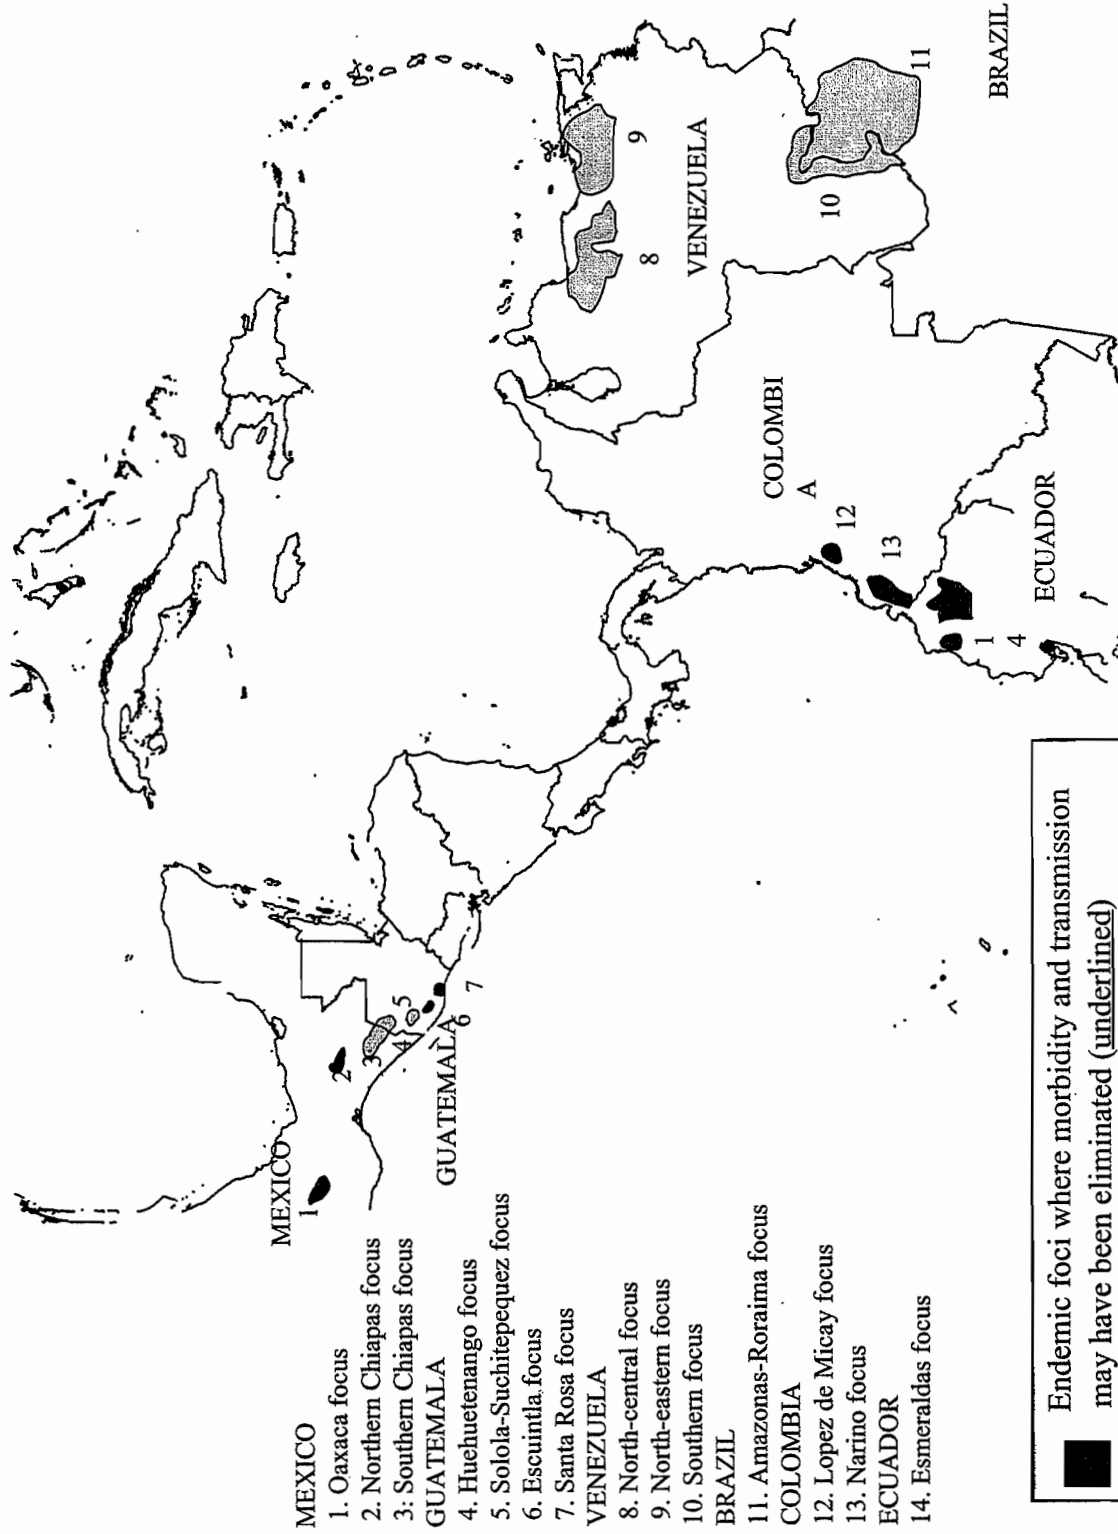 MEXICO
1. Oaxaca focus
2. Northern Chiapas focus
3: Southern Chiapas focus
GUATEMALA
4. Huehuetenango focus
5. Solola-Suchitepequez focus
6. Escuintla focus
7. Santa Rosa focus
VENEZUELA
8. North-central focus
9. North-eastern focus
10. Southern focus
BRAZIL
11. Amazonas-Roraima focus
COLOMBIA
12. Lopez de Micay focus
13. Narino focus
ECUADOR
14. Esmeraldas focus
MEXICO
1
2
3
4
5
6
7
GUATEMALA
8
9
VENEZUELA
10
11
BRAZIL
COLOMBI
A
12
13
1
4
ECUADOR
Endemic foci where morbidity and transmission
may have been eliminated (underlined)